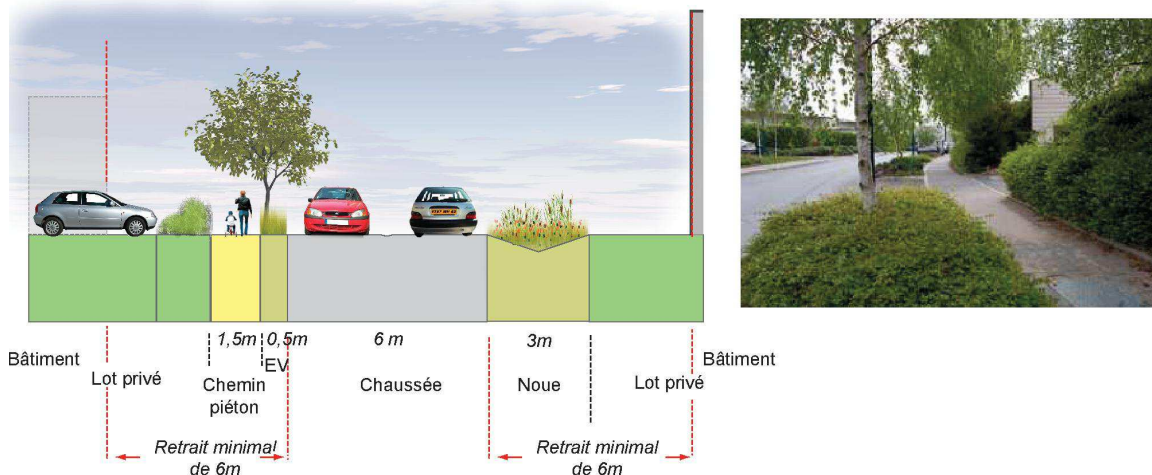 1,5m 0,5m 6 m 3m
Bâtiment Lot privé Chemin piéton EV Chaussée Noue Lot privé Bâtiment
Retrait minimal
de 6m
Retrait minimal
de 6m